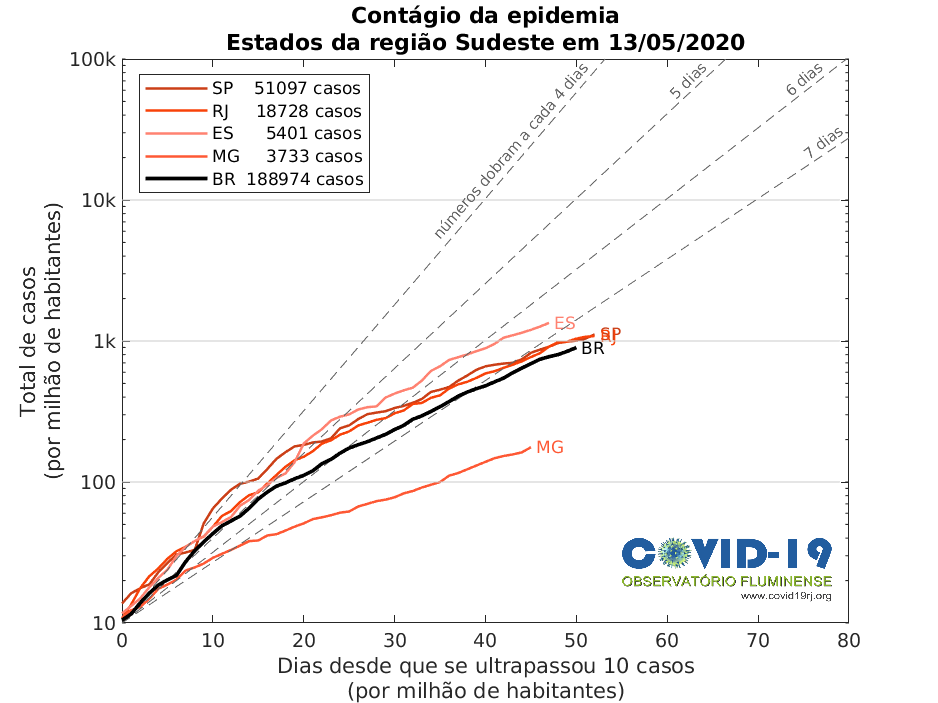 Contágio da epidemia
Estados da região Sudeste em 13/05/2020
100k
10k
1k
100
10
Total de casos
(por milhão de habitantes)
SP 51097 casos
RJ 18728 casos
ES 5401 casos
MG 3733 casos
BR 188974 casos
números dobram a cada 4 dias
5 dias
6 dias
7 dias
ES
SP
RJ
BR
MG
COVID-19
OBSERVATÓRIO FLUMINENSE
www.covid19rj.org
0 10 20 30 40 50 60 70 80
Dias desde que se ultrapassou 10 casos
(por milhão de habitantes)